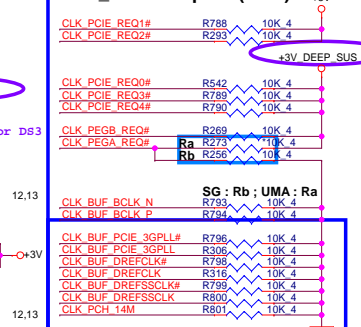 CLK_PCIE_REQ1# R788 10K_4
CLK_PCIE_REQ2# R293 10K_4
+3V_DEEP_SUS
CLK_PCIE_REQ0# R542 10K_4
CLK_PCIE_REQ3# R789 10K_4
CLK_PCIE_REQ4# R790 10K_4
or DS3
CLK_PEGB_REQ# R269 10K_4
CLK_PEGA_REQ# Ra R273 *10K_4
Rb R256 10K_4
SG : Rb ; UMA : Ra
12,13 CLK_BUF_BCLK_N R793 10K_4
CLK_BUF_BCLK_P R794 10K_4
CLK_BUF_PCIE_3GPLL# R796 10K_4
CLK_BUF_PCIE_3GPLL R306 10K_4
+3V
CLK_BUF_DREFCLK# R798 10K_4
CLK_BUF_DREFCLK R316 10K_4
CLK_BUF_DREFSSCLK# R799 10K_4
CLK_BUF_DREFSSCLK R800 10K_4
12,13 CLK_PCH_14M R801 10K_4